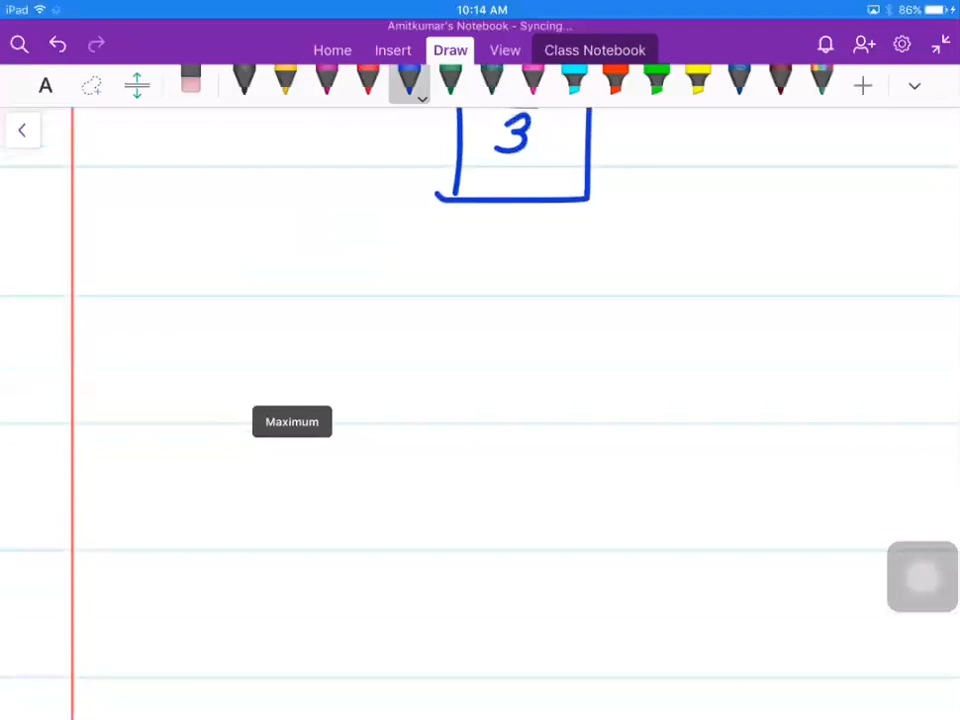 iPad 10:14 AM 86%
Amitkumar's Notebook - Syncing...
Home Insert Draw View Class Notebook
A
3
Maximum